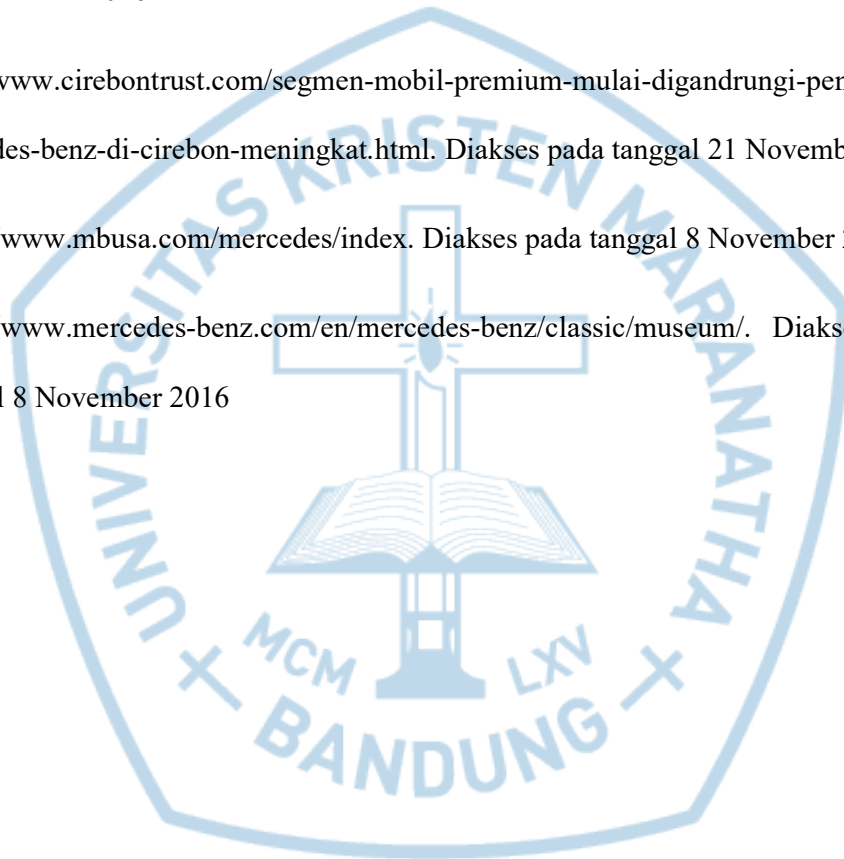 www.cirebontrust.com/segmen-mobil-premium-mulai-digandrungi-pen
des-benz-di-cirebon-meningkat.html. Diakses pada tanggal 21 Novemb
/www.mbusa.com/mercedes/index. Diakses pada tanggal 8 November
/www.mercedes-benz.com/en/mercedes-benz/classic/museum/. Diakse
l 8 November 2016
UNIVERSITAS KRISTEN MARANATHA
MCM LXV
BANDUNG